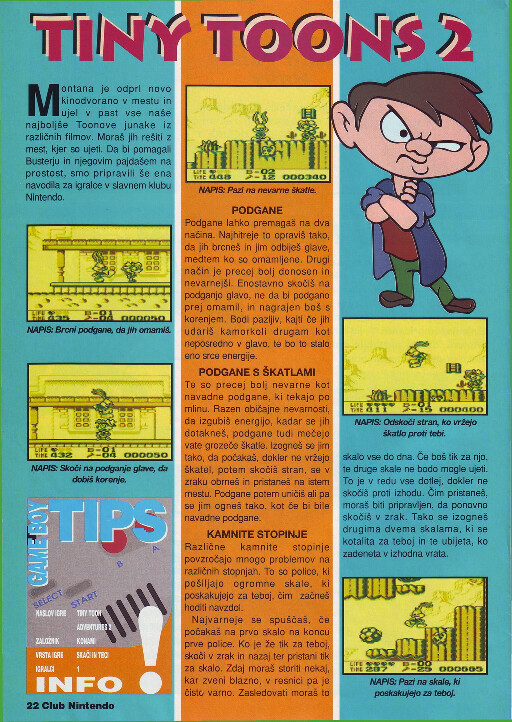 TINY TOONS 2
Montana je odprl novo
kinodvorano v mestu in
ujel v past vse naše
najboljše Toonove junake iz
različnih filmov. Moraš jih rešiti z
mest, kjer so ujeti. Da bi pomagali
Busterju in njegovim pajdašem na
prostost, smo pripravili še ena
navodila za igralce v slavnem klubu
Nintendo.
NAPIS: Brcni podgane, da jih omamiš.
NAPIS: Skoči na podganje glave, da
dobiš korenje.
GAME BOY
TIPS
SELECT START
B A
NASLOV IGRE TINY TOON
ADVENTURES 2
ZALOŽNIK KONAMI
VRSTA IGRE SKAČI IN TECI
IGRALCI 1
INFO !
22 Club Nintendo
NAPIS: Pazi na nevarne škatle.
PODGANE
Podgane lahko premagaš na dva
načina. Najhitreje to opraviš tako,
da jih brcneš in jim odbiješ glave,
medtem ko so omamljene. Drugi
način je precej bolj donosen in
nevarnejši. Enostavno skočiš na
podganjo glavo, ne da bi podgano
prej omamil, in nagrajen boš s
korenjem. Bodi pazljiv, kajti če jih
udariš kamorkoli drugam kot
neposredno v glavo, te bo to stalo
eno srce energije.
PODGANE S ŠKATLAMI
Te so precej bolj nevarne kot
navadne podgane, ki tekajo po
mlinu. Razen običajne nevarnosti,
da izgubiš energijo, kadar se jih
dotakneš, podgane tudi mečejo
vate grozeče škatle. Izogneš se jim
tako, da počakaš, dokler ne vržejo
škatel, potem skočiš stran, se v
zraku obrneš in pristaneš na istem
mestu. Podgane potem uničiš ali pa
se jim ogneš tako, kot če bi bile
navadne podgane.
KAMNITE STOPINJE
Različne kamnite stopinje
povzročajo mnogo problemov na
različnih stopnjah. To so police, ki
pošiljajo ogromne skale, ki
poskakujejo za teboj, čim začneš
hoditi navzdol.
Najvarneje se spuščaš, če
počakaš na prvo skalo na koncu
prve police. Ko je že tik za teboj,
skoči v zrak in nazaj ter pristani tik
za skalo. Zdaj moraš storiti nekaj,
kar zveni blazno, v resnici pa je
čisto varno. Zasledovati moraš to
NAPIS: Odskoči stran, ko vržejo
škatlo proti tebi.
skalo vse do dna. Če boš tik za njo,
te druge skale ne bodo mogle ujeti.
To je v redu vse dotlej, dokler ne
skočiš proti izhodu. Čim pristaneš,
moraš biti pripravljen, da ponovno
skočiš v zrak. Tako se izogneš
drugima dvema skalama, ki se
kotalita za teboj in te ubijeta, ko
zadeneta v izhodna vrata.
NAPIS: Pazi na skale, ki
poskakujejo za teboj.